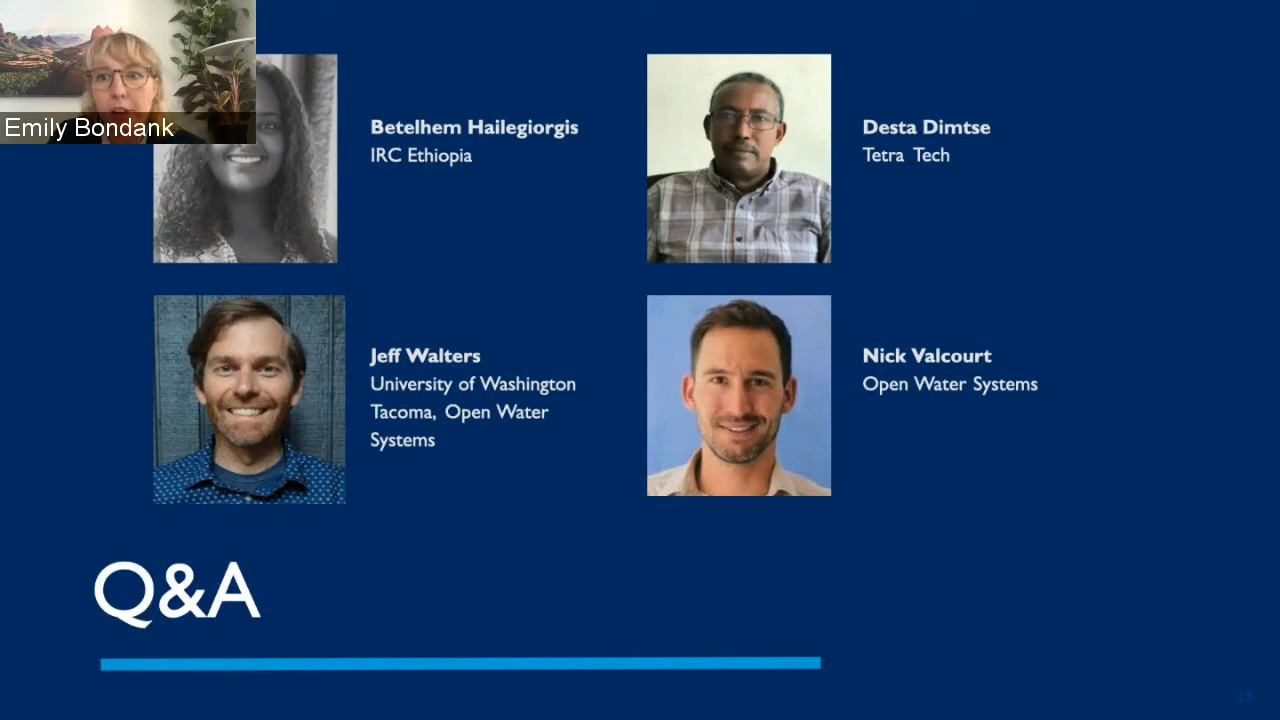 Emily Bondank
Betelhem Hailegiorgis
IRC Ethiopia
Desta Dimtse
Tetra Tech
Jeff Walters
University of Washington
Tacoma, Open Water
Systems
Nick Valcourt
Open Water Systems
Q&A
29